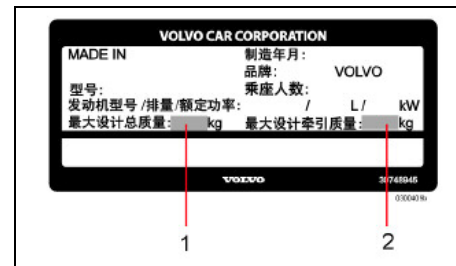 VOLVO CAR CORPORATION
MADE IN 制造年月:
品牌: VOLVO
型号: 乘座人数:
发动机型号/排量/额定功率: / L/ kW
最大设计总质量: kg 最大设计牵引质量: kg
VOLVO 30748945
1 2